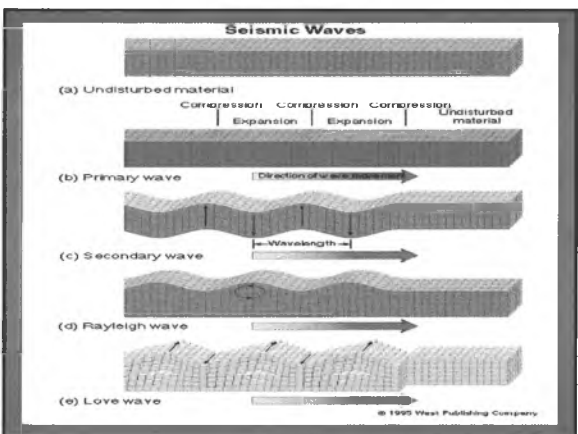 Seismic Waves
(a) Undisturbed material
Compression Compression Compression
Expansion Expansion
Undisturbed
material
(b) Primary wave
Direction of wave movement
(c) Secondary wave
Wavelength
(d) Rayleigh wave
(e) Love wave
© 1995 West Publishing Company